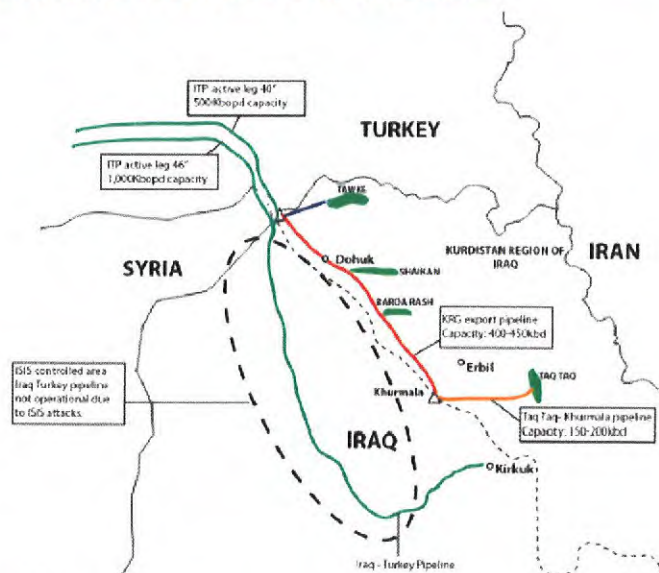 ITP active leg 40"
500Kbopd capacity
TURKEY
ITP active leg 46"
1,000Kbopd capacity
TAWKE
SYRIA
Dohuk
KURDISTAN REGION OF
IRAQ
IRAN
SHAIKAN
BARDA RASH
KRG export pipeline
Capacity: 400-450kbd
ISIS controlled area
Iraq Turkey pipeline
not operational due
to ISIS attacks.
Erbil
TAQ TAQ
Khurmala
IRAQ
Taq Taq- Khurmala pipeline
Capacity: 150-200kbd
Kirkuk
Iraq - Turkey Pipeline